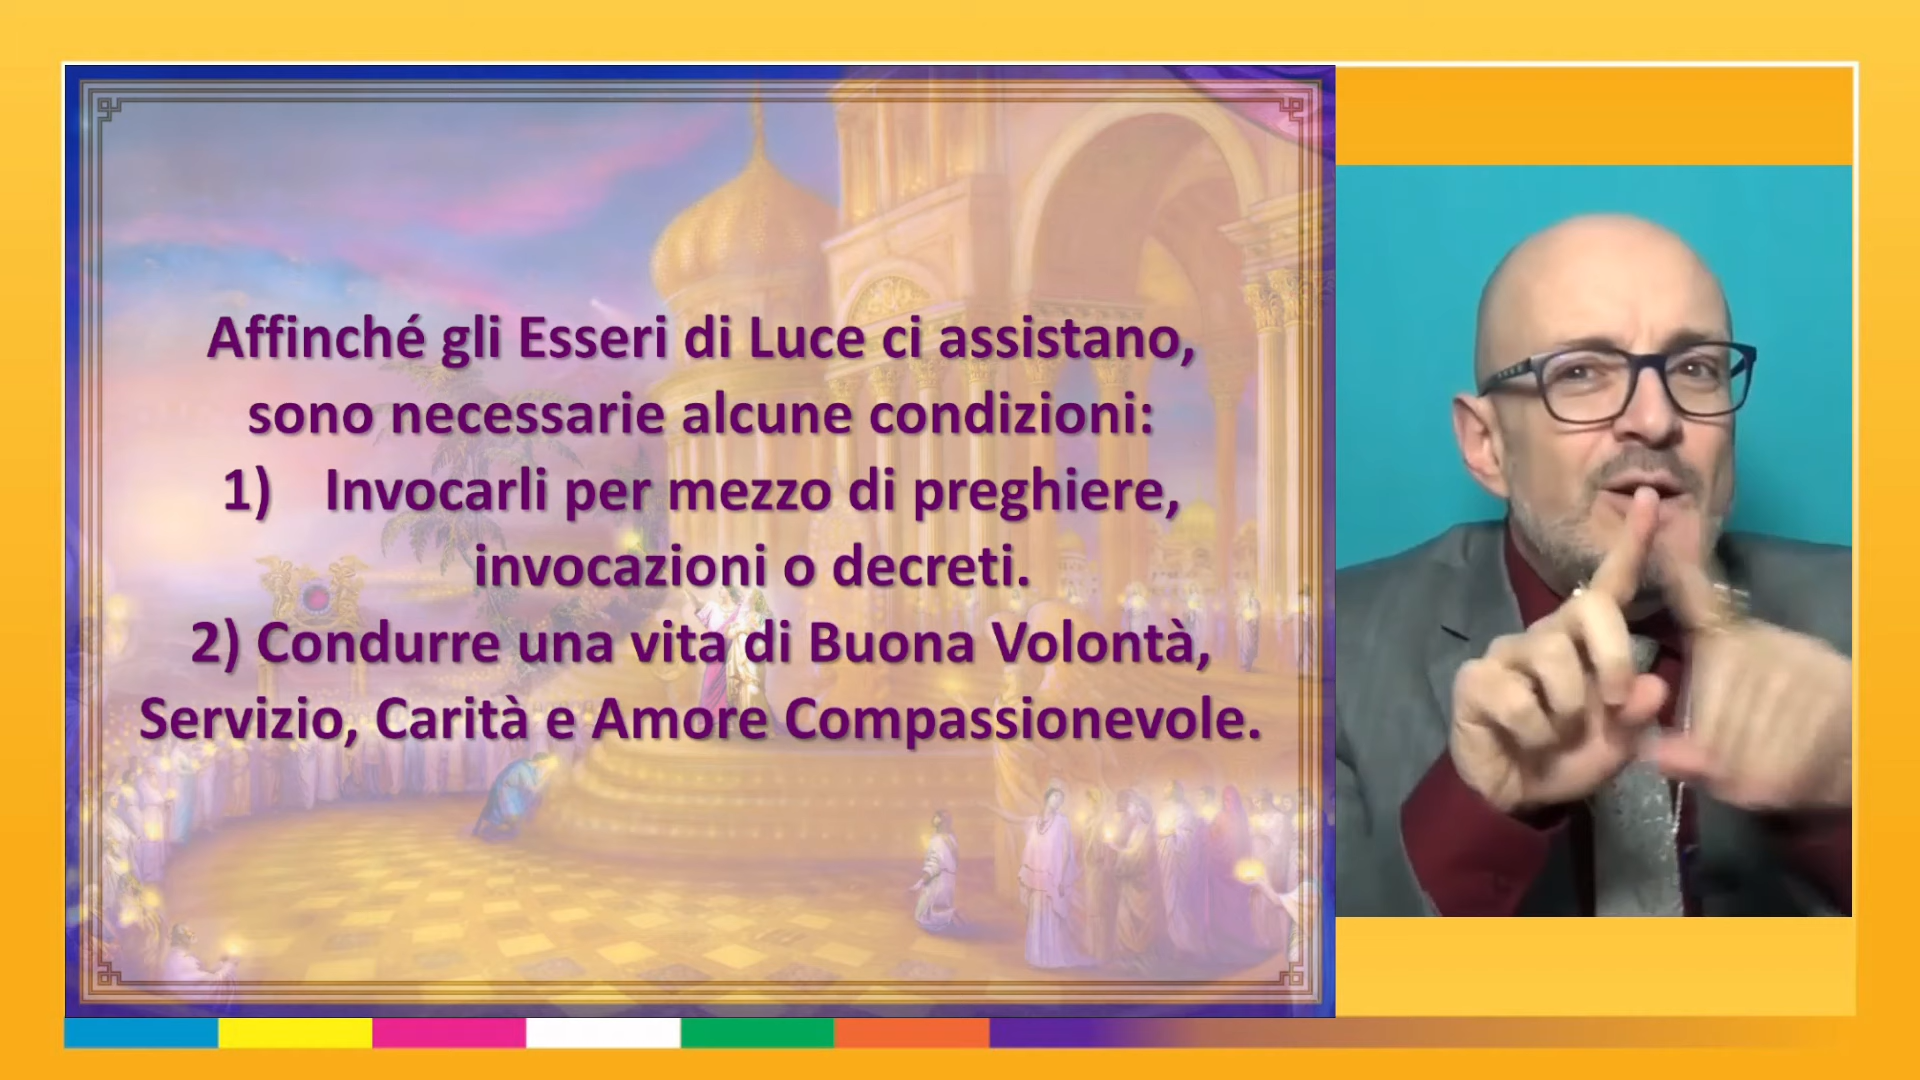 Affinché gli Esseri di Luce ci assistano,
sono necessarie alcune condizioni:
1) Invocarli per mezzo di preghiere,
invocazioni o decreti.
2) Condurre una vita di Buona Volontà,
Servizio, Carità e Amore Compassionevole.